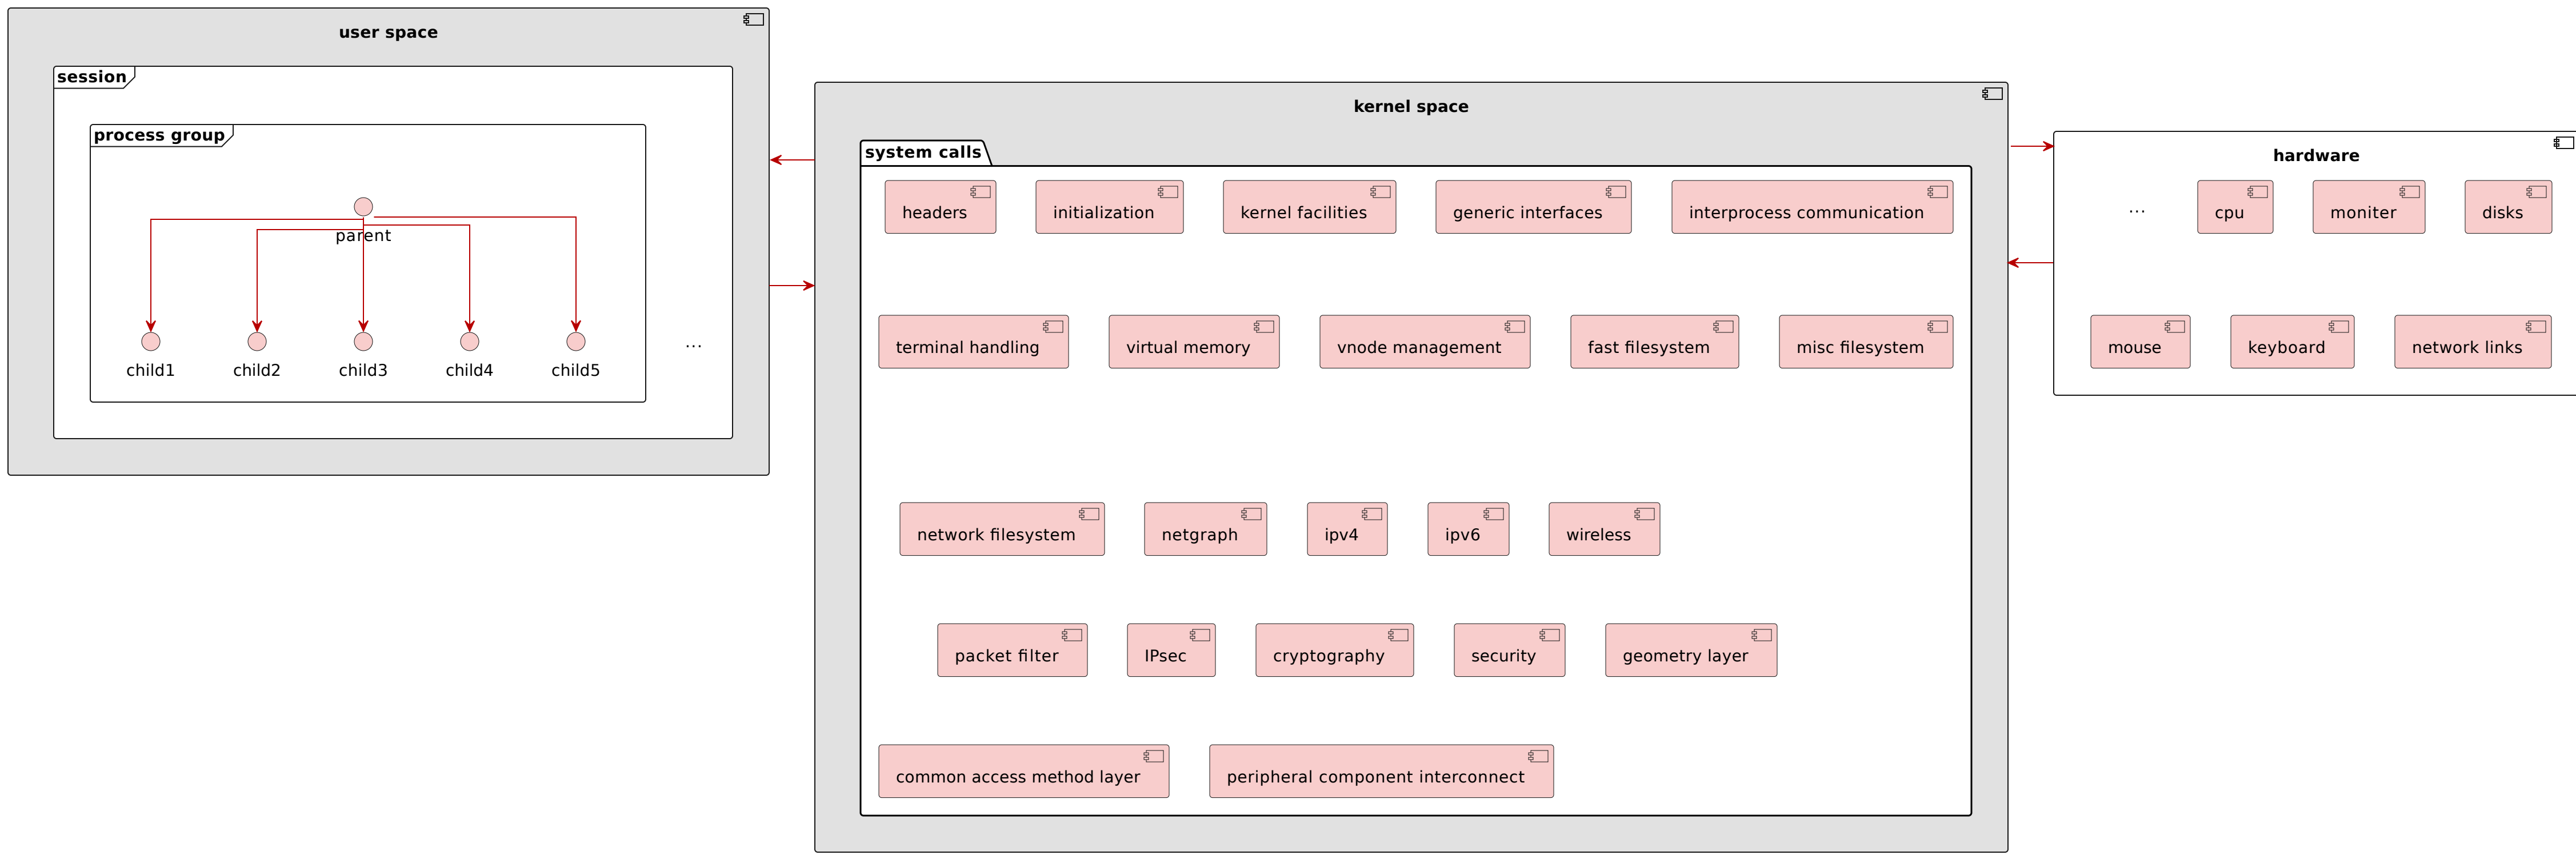 user space
session
process group
parent
child1
child2
child3
child4
child5
...
kernel space
system calls
headers
initialization
kernel facilities
generic interfaces
interprocess communication
terminal handling
virtual memory
vnode management
fast filesystem
misc filesystem
network filesystem
netgraph
ipv4
ipv6
wireless
packet filter
IPsec
cryptography
security
geometry layer
common access method layer
peripheral component interconnect
hardware
...
cpu
moniter
disks
mouse
keyboard
network links